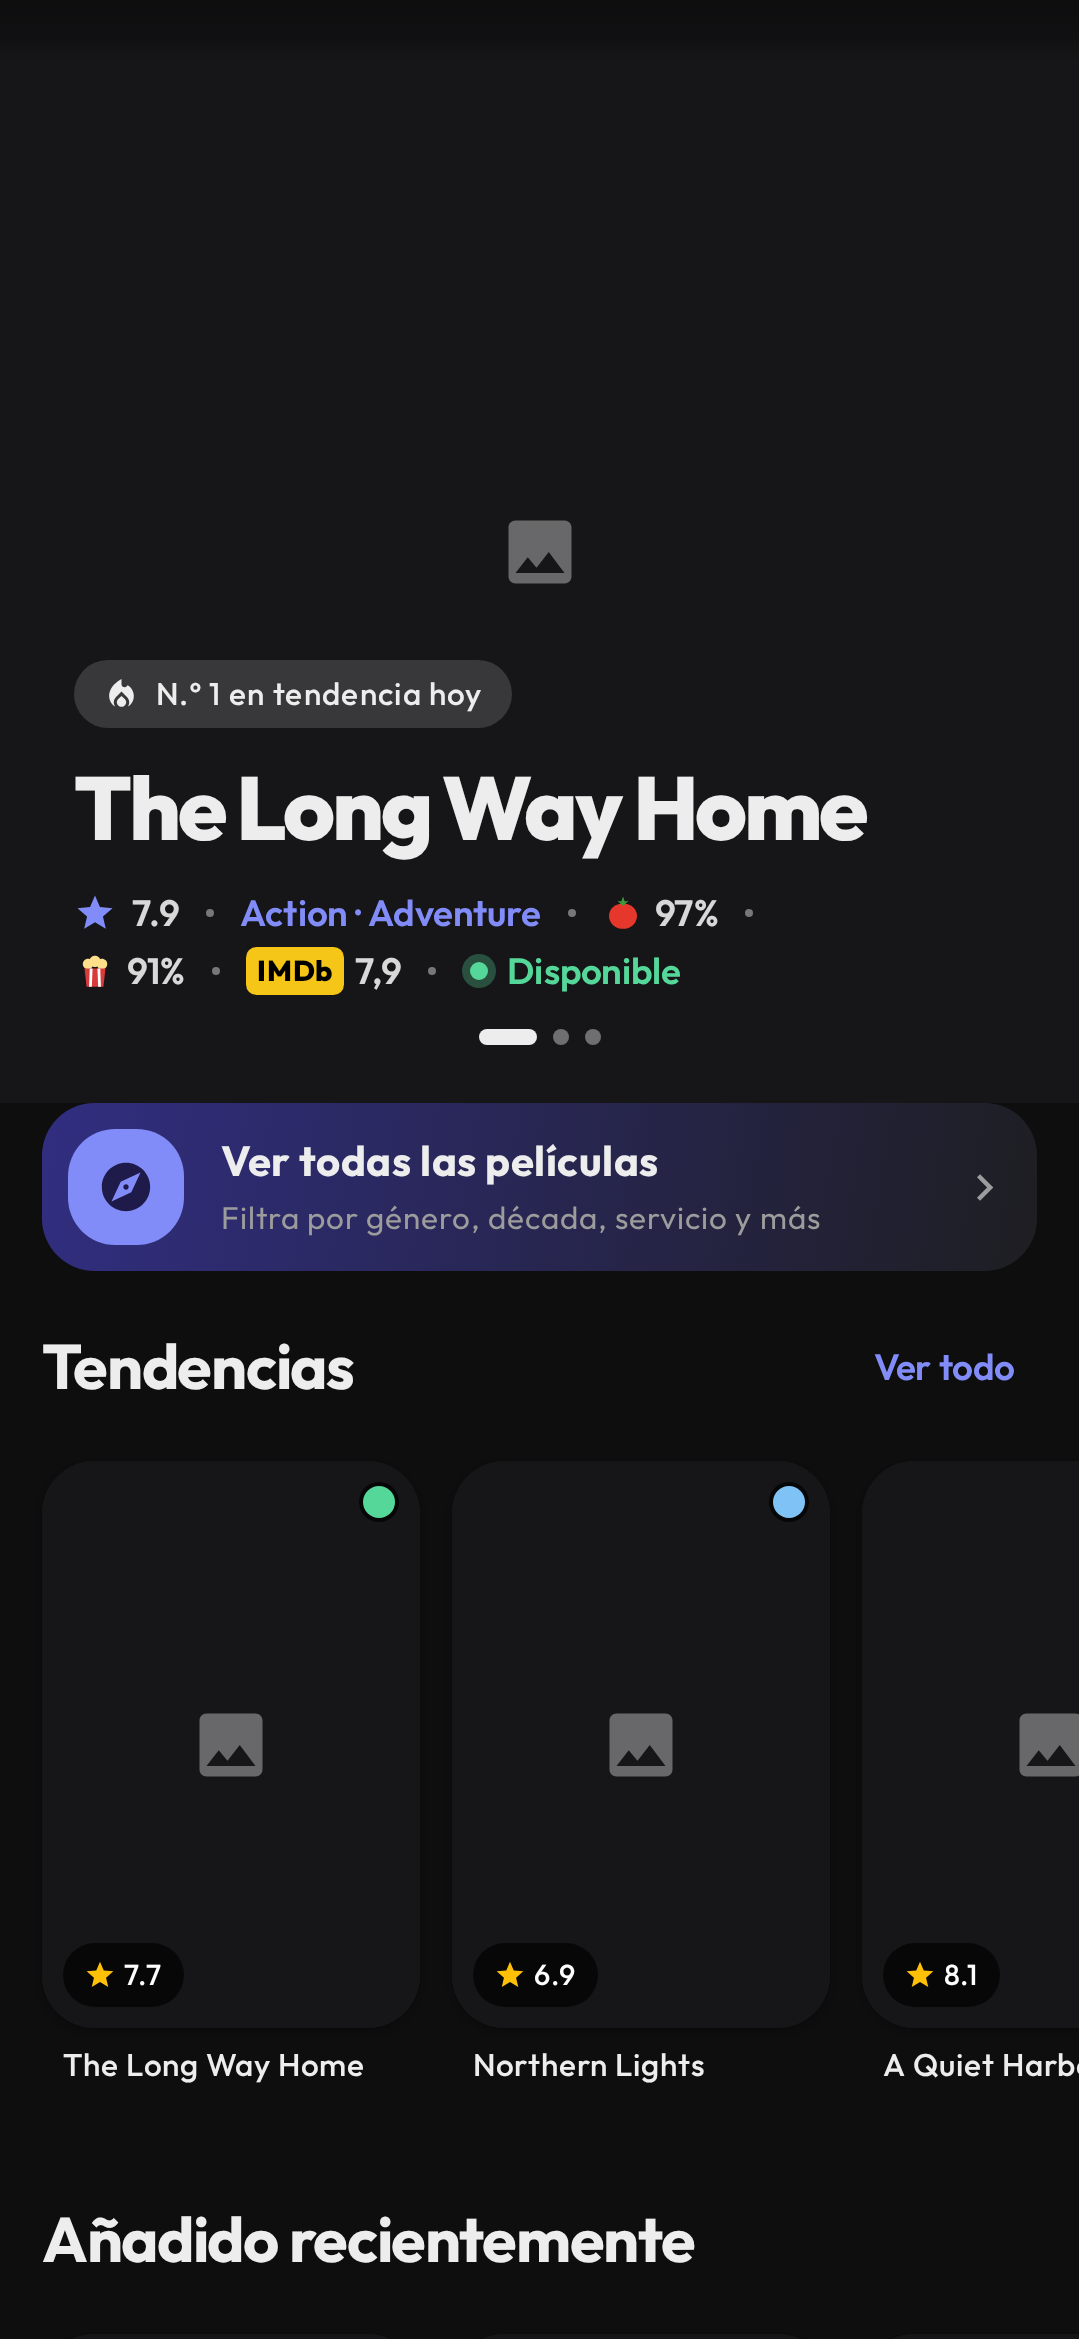 N.º 1 en tendencia hoy
The Long Way Home
7.9 • Action · Adventure • 97% •
91% • IMDb 7,9 • Disponible
Ver todas las películas
Filtra por género, década, servicio y más
Tendencias
Ver todo
7.7
6.9
8.1
The Long Way Home
Northern Lights
A Quiet
Añadido recientemente